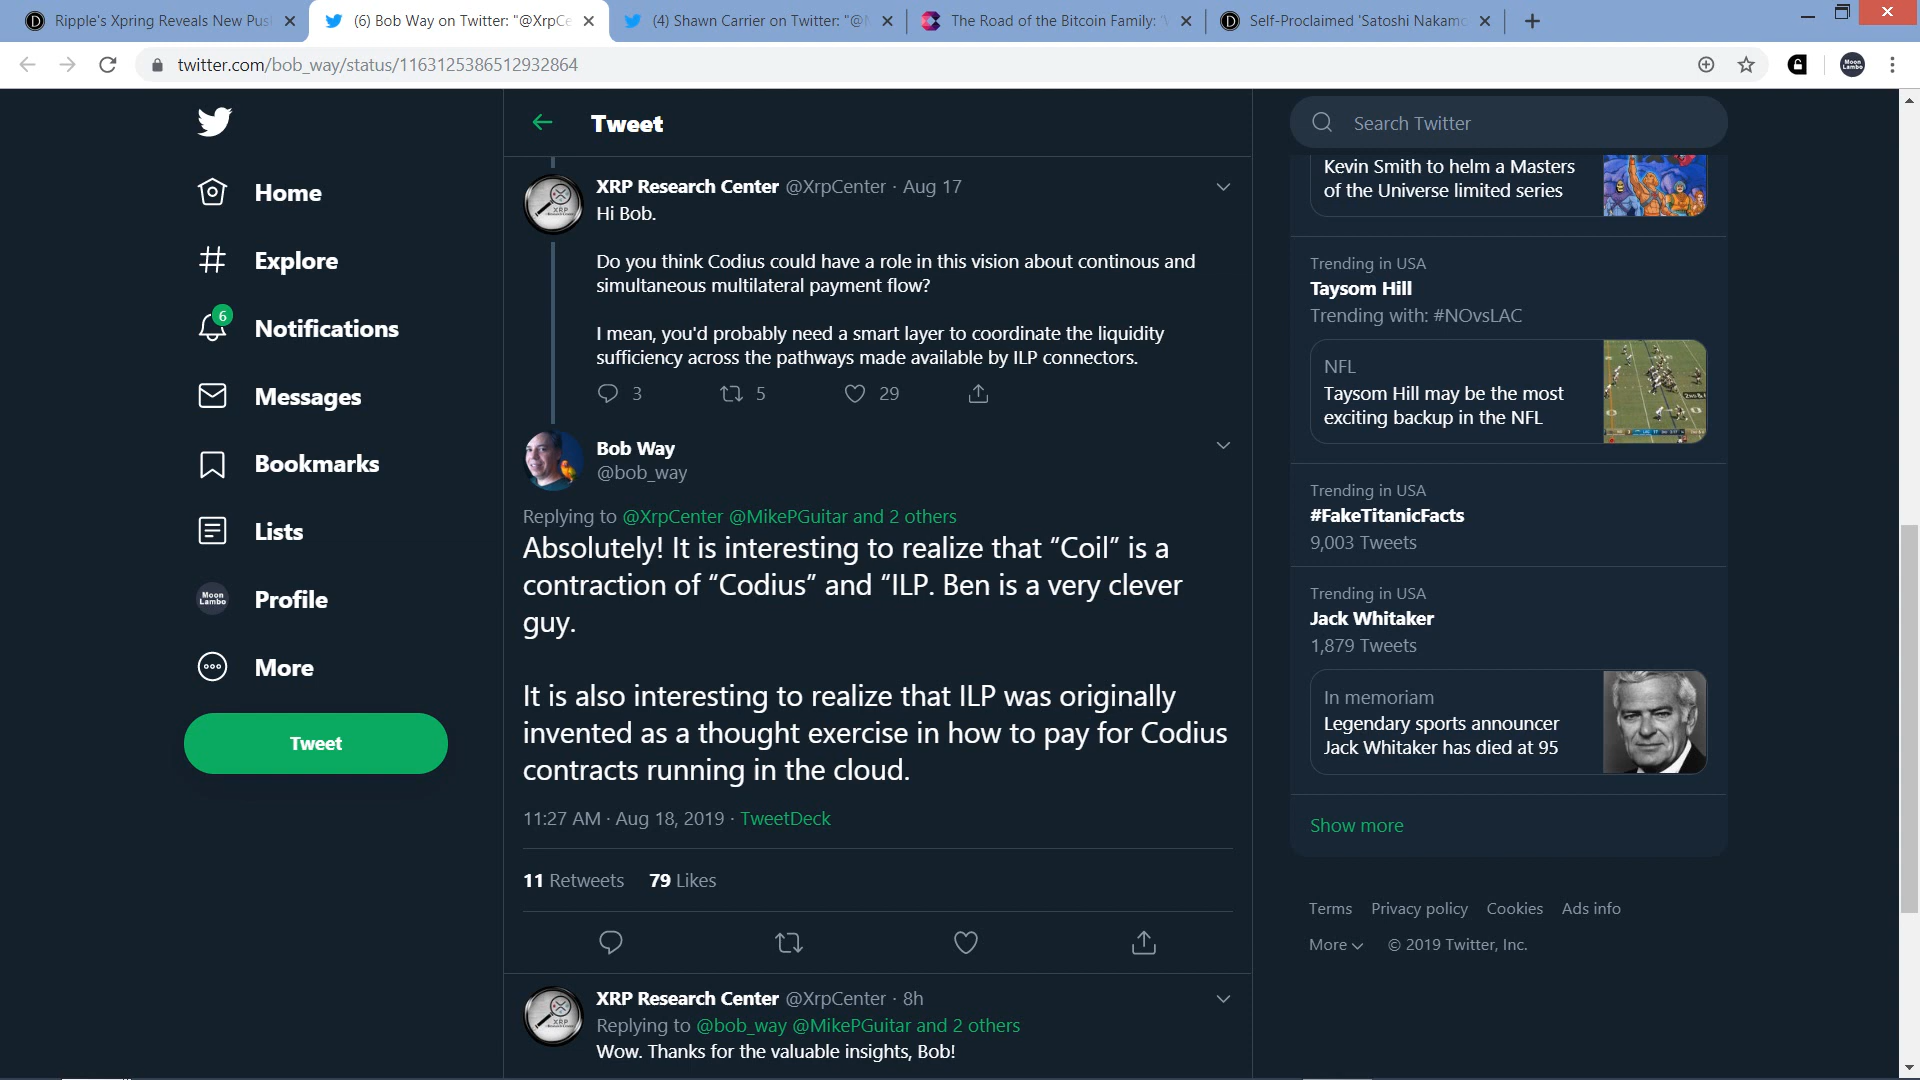 Ripple's Xpring Reveals New Pus
(6) Bob Way on Twitter: "@XrpCe
(4) Shawn Carrier on Twitter: "@
The Road of the Bitcoin Family:
Self-Proclaimed 'Satoshi Nakamo
twitter.com/bob_way/status/1163125386512932864
Moon Lambo
Home
Explore
6
Notifications
Messages
Bookmarks
Lists
Moon Lambo
Profile
More
Tweet
Tweet
XRP Research Center @XrpCenter · Aug 17
Hi Bob.
Do you think Codius could have a role in this vision about continous and
simultaneous multilateral payment flow?
I mean, you'd probably need a smart layer to coordinate the liquidity
sufficiency across the pathways made available by ILP connectors.
3 5 29
Bob Way
@bob_way
Replying to @XrpCenter @MikePGuitar and 2 others
Absolutely! It is interesting to realize that “Coil” is a
contraction of “Codius” and “ILP. Ben is a very clever
guy.
It is also interesting to realize that ILP was originally
invented as a thought exercise in how to pay for Codius
contracts running in the cloud.
11:27 AM · Aug 18, 2019 · TweetDeck
11 Retweets 79 Likes
XRP Research Center @XrpCenter · 8h
Replying to @bob_way @MikePGuitar and 2 others
Wow. Thanks for the valuable insights, Bob!
Search Twitter
Kevin Smith to helm a Masters
of the Universe limited series
Trending in USA
Taysom Hill
Trending with: #NOvsLAC
NFL
Taysom Hill may be the most
exciting backup in the NFL
Trending in USA
#FakeTitanicFacts
9,003 Tweets
Trending in USA
Jack Whitaker
1,879 Tweets
In memoriam
Legendary sports announcer
Jack Whitaker has died at 95
Show more
Terms Privacy policy Cookies Ads info
More © 2019 Twitter, Inc.